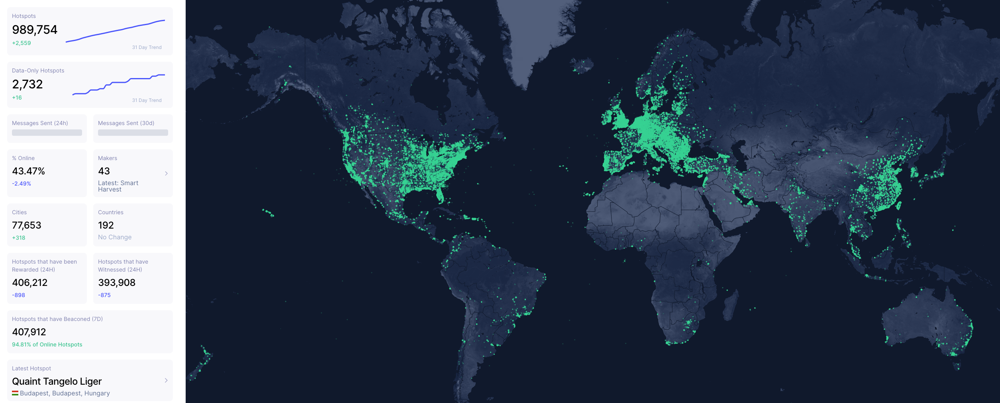 Hotspots
989,754
+2,559
31 Day Trend
Data-Only Hotspots
2,732
+16
31 Day Trend
Messages Sent (24h)
Messages Sent (30d)
% Online
43.47%
-2.49%
Makers
43
Latest: Smart
Harvest
Cities
77,653
+318
Countries
192
No Change
Hotspots that have been
Rewarded (24H)
406,212
-898
Hotspots that have
Witnessed (24H)
393,908
-875
Hotspots that have Beaconed (7D)
407,912
94.81% of Online Hotspots
Latest Hotspot
Quaint Tangelo Liger
Budapest, Budapest, Hungary